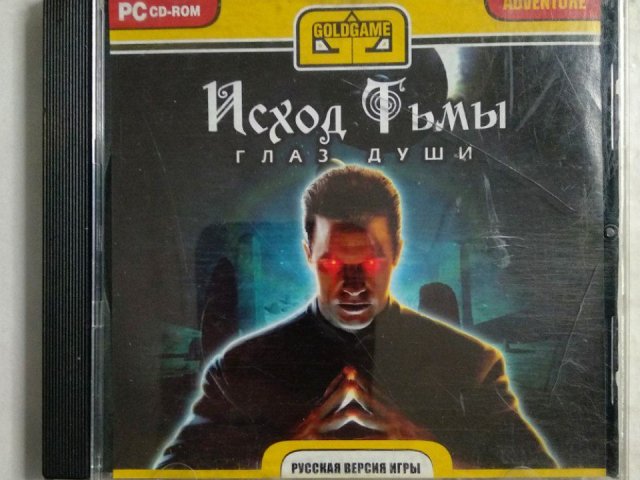 PC CD-ROM
GOLDGAME
ADVENTURE
Исход Тьмы
ГЛАЗ ДУШИ
РУССКАЯ ВЕРСИЯ ИГРЫ